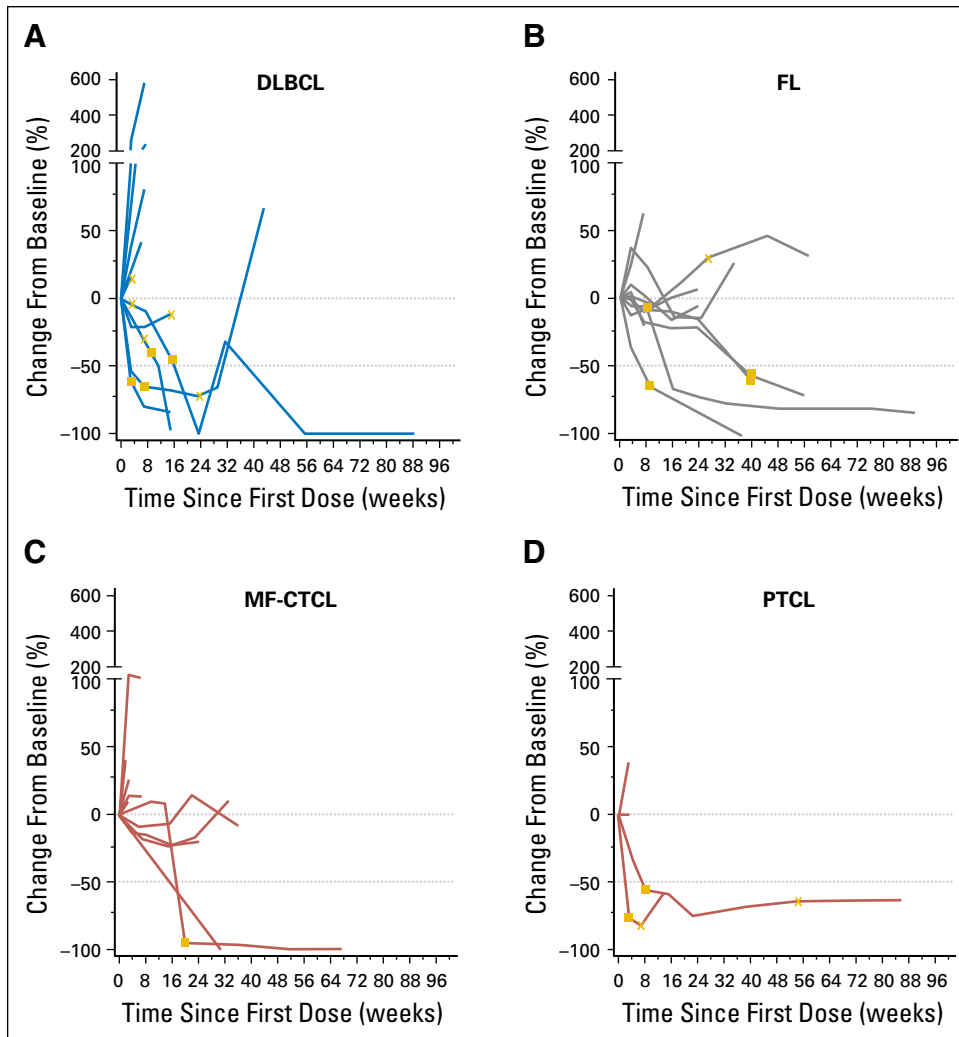 A
DLBCL
Change From Baseline (%)
600
400
200
100
50
0
−50
−100
0 8 16 24 32 40 48 56 64 72 80 88 96
Time Since First Dose (weeks)
B
FL
Change From Baseline (%)
600
400
200
100
50
0
−50
−100
0 8 16 24 32 40 48 56 64 72 80 88 96
Time Since First Dose (weeks)
C
MF-CTCL
Change From Baseline (%)
600
400
200
100
50
0
−50
−100
0 8 16 24 32 40 48 56 64 72 80 88 96
Time Since First Dose (weeks)
D
PTCL
Change From Baseline (%)
600
400
200
100
50
0
−50
−100
0 8 16 24 32 40 48 56 64 72 80 88 96
Time Since First Dose (weeks)